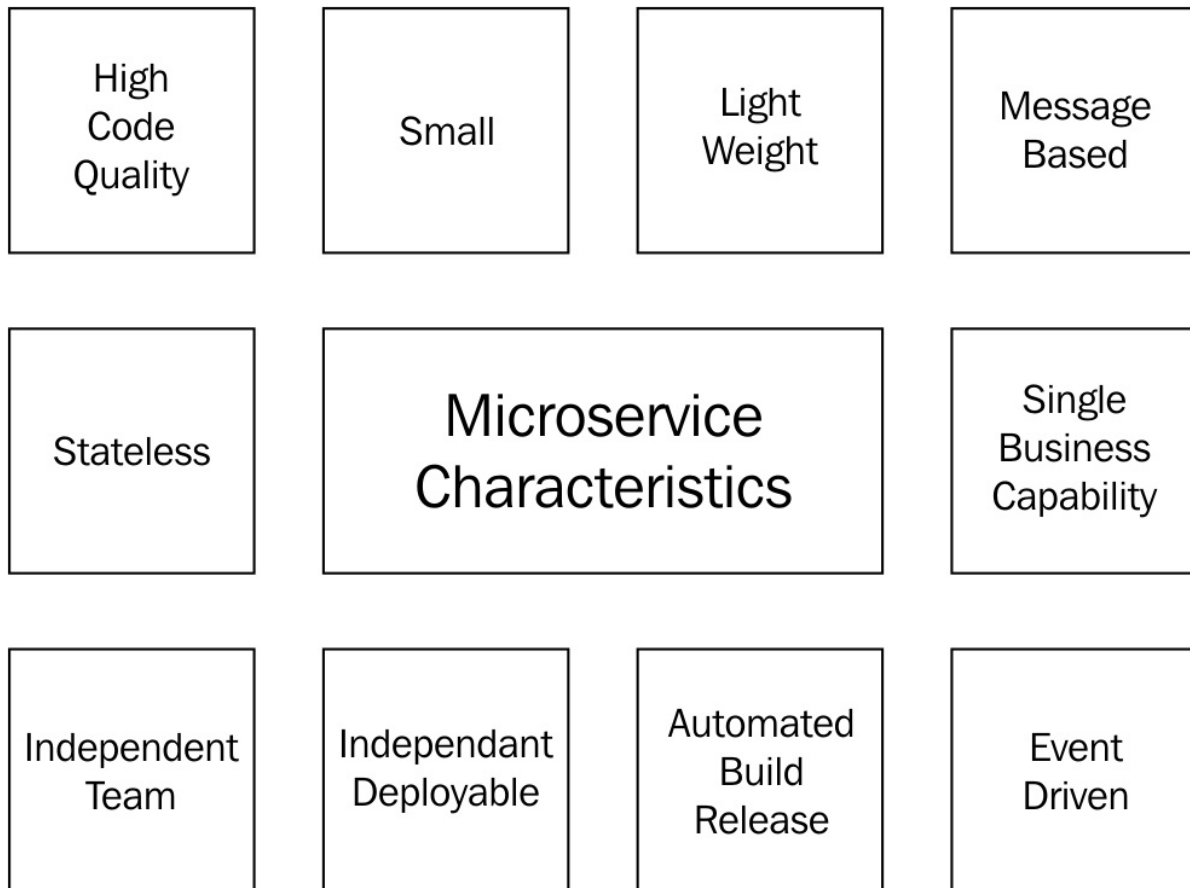 High
Code
Quality
Small
Light
Weight
Message
Based
Stateless
Microservice
Characteristics
Single
Business
Capability
Independent
Team
Independant
Deployable
Automated
Build
Release
Event
Driven